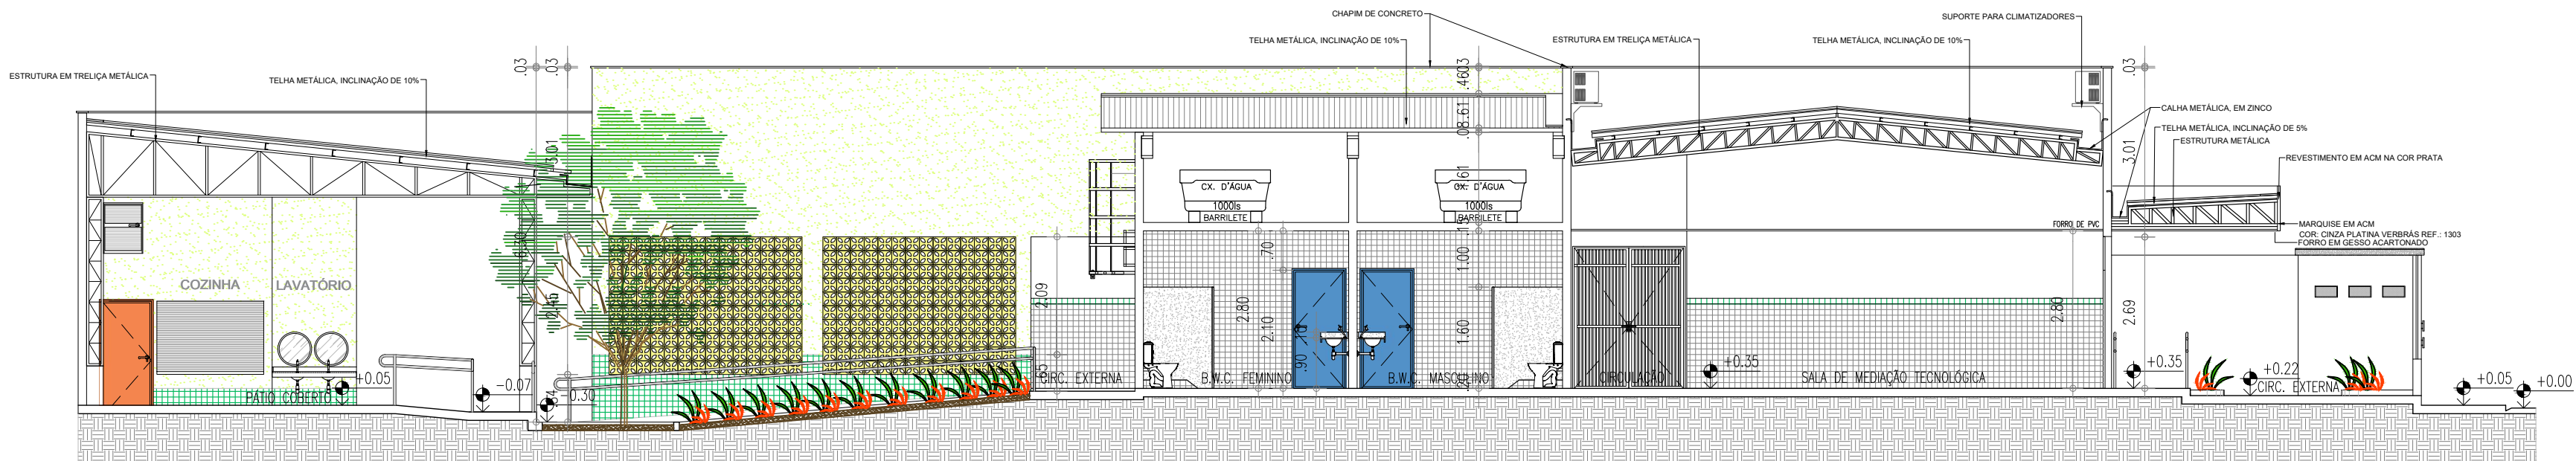 CHAPIM DE CONCRETO
SUPORTE PARA CLIMATIZADORES
TELHA METÁLICA, INCLINAÇÃO DE 10%
ESTRUTURA EM TRELIÇA METÁLICA
TELHA METÁLICA, INCLINAÇÃO DE 10%
ESTRUTURA EM TRELIÇA METÁLICA
TELHA METÁLICA, INCLINAÇÃO DE 10%
.03
.03
.4603
.03
CALHA METÁLICA, EM ZINCO
.08.61
TELHA METÁLICA, INCLINAÇÃO DE 5%
ESTRUTURA METÁLICA
3.01
3.01
REVESTIMENTO EM ACM NA COR PRATA
CX. D'ÁGUA
1000ls
BARRILETE
CX. D'ÁGUA
1000ls
BARRILETE
FORRO DE PVC
MARQUISE EM ACM
COR: CINZA PLATINA VERBRÁS REF.: 1303
FORRO EM GESSO ACARTONADO
.70
1.00
COZINHA
LAVATÓRIO
2.09
2.80
2.10
.90
1.60
2.80
2.69
+0.05
-0.07
-0.30
+0.35
+0.35
+0.22
+0.05
+0.00
PÁTIO COBERTO
CIRC. EXTERNA
B.W.C. FEMININO
B.W.C. MASCULINO
CIRCULAÇÃO
SALA DE MEDIAÇÃO TECNOLÓGICA
CIRC. EXTERNA